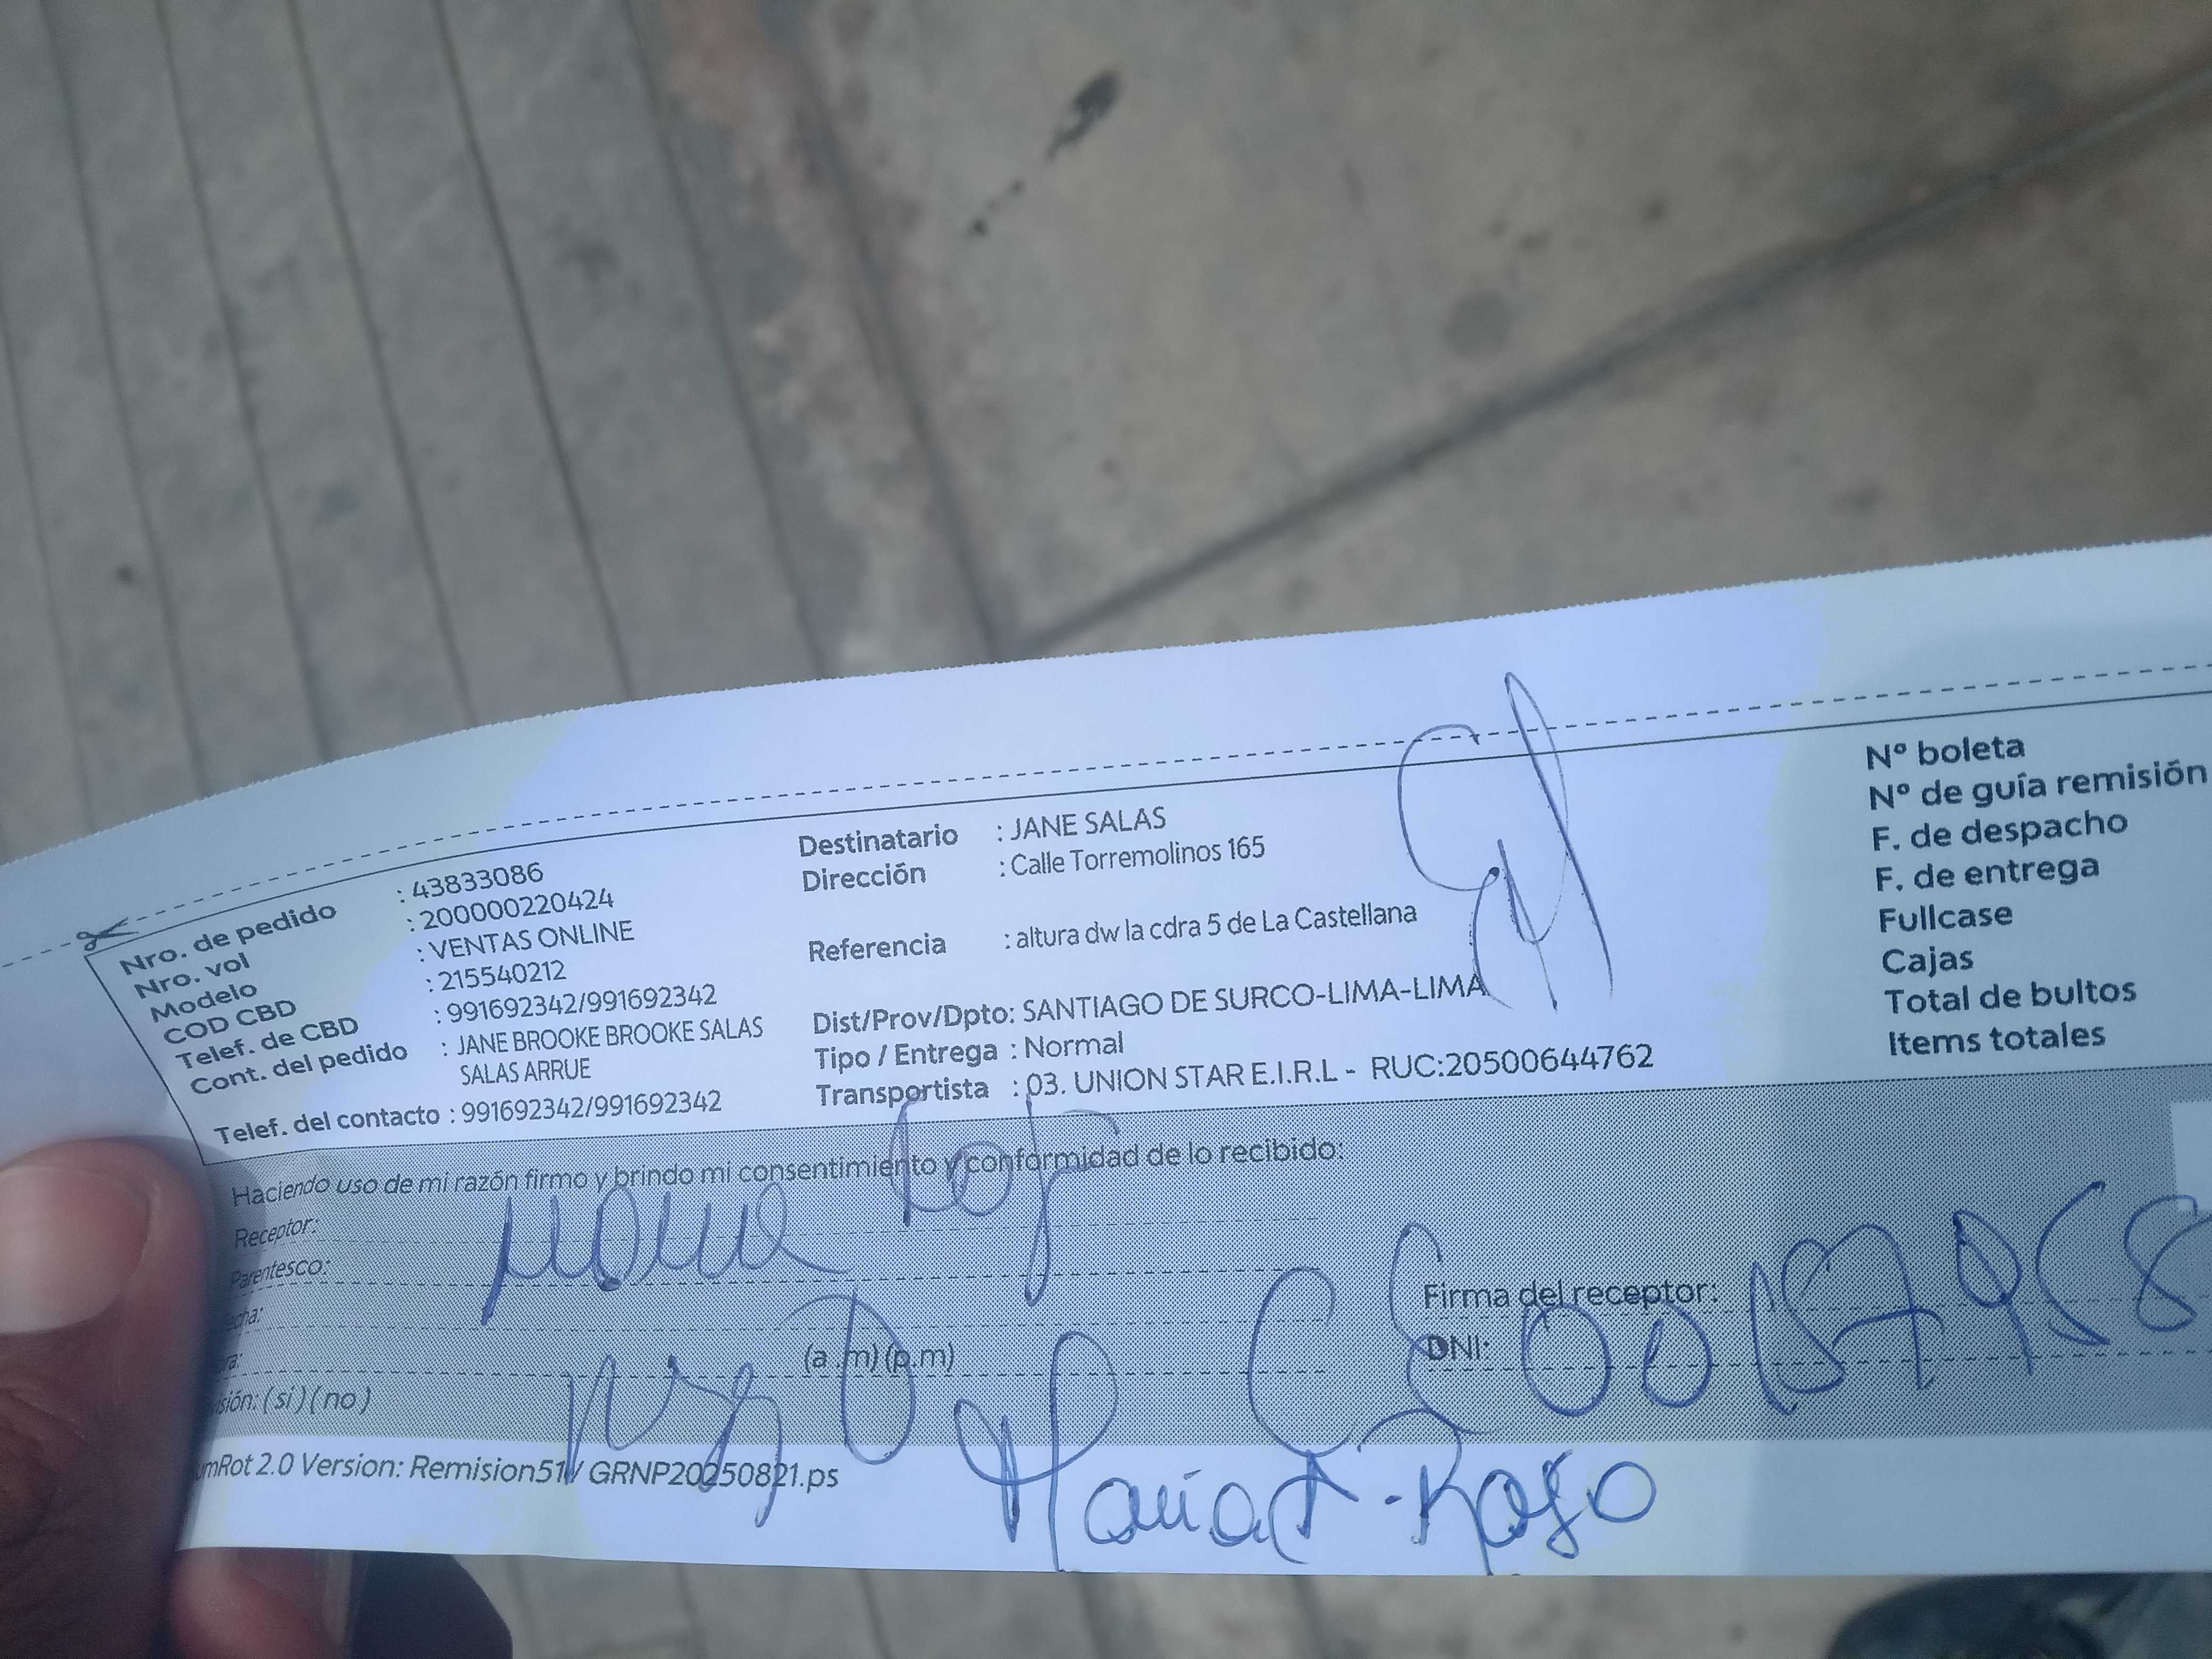 Nro. de pedido : 43833086
Nro. vol : 200000220424
Modelo : VENTAS ONLINE
COD CBD : 215540212
Telef. de CBD : 991692342/991692342
Cont. del pedido : JANE BROOKE BROOKE SALAS
SALAS ARRUE
Telef. del contacto : 991692342/991692342
Destinatario : JANE SALAS
Dirección : Calle Torremolinos 165
Referencia : altura dw la cdra 5 de La Castellana
Dist/Prov/Dpto: SANTIAGO DE SURCO-LIMA-LIMA
Tipo / Entrega : Normal
Transportista : 03. UNION STAR E.I.R.L - RUC:20500644762
Nº boleta
Nº de guía remisión
F. de despacho
F. de entrega
Fullcase
Cajas
Total de bultos
Items totales
Haciendo uso de mi razón firmo y brindo mi consentimiento y conformidad de lo recibido:
Receptor:
Parentesco:
(a .m) (p.m)
(sí) (no)
Firma del receptor:
DNI:
2.0 Version: Remision51/ GRNP20250821.ps